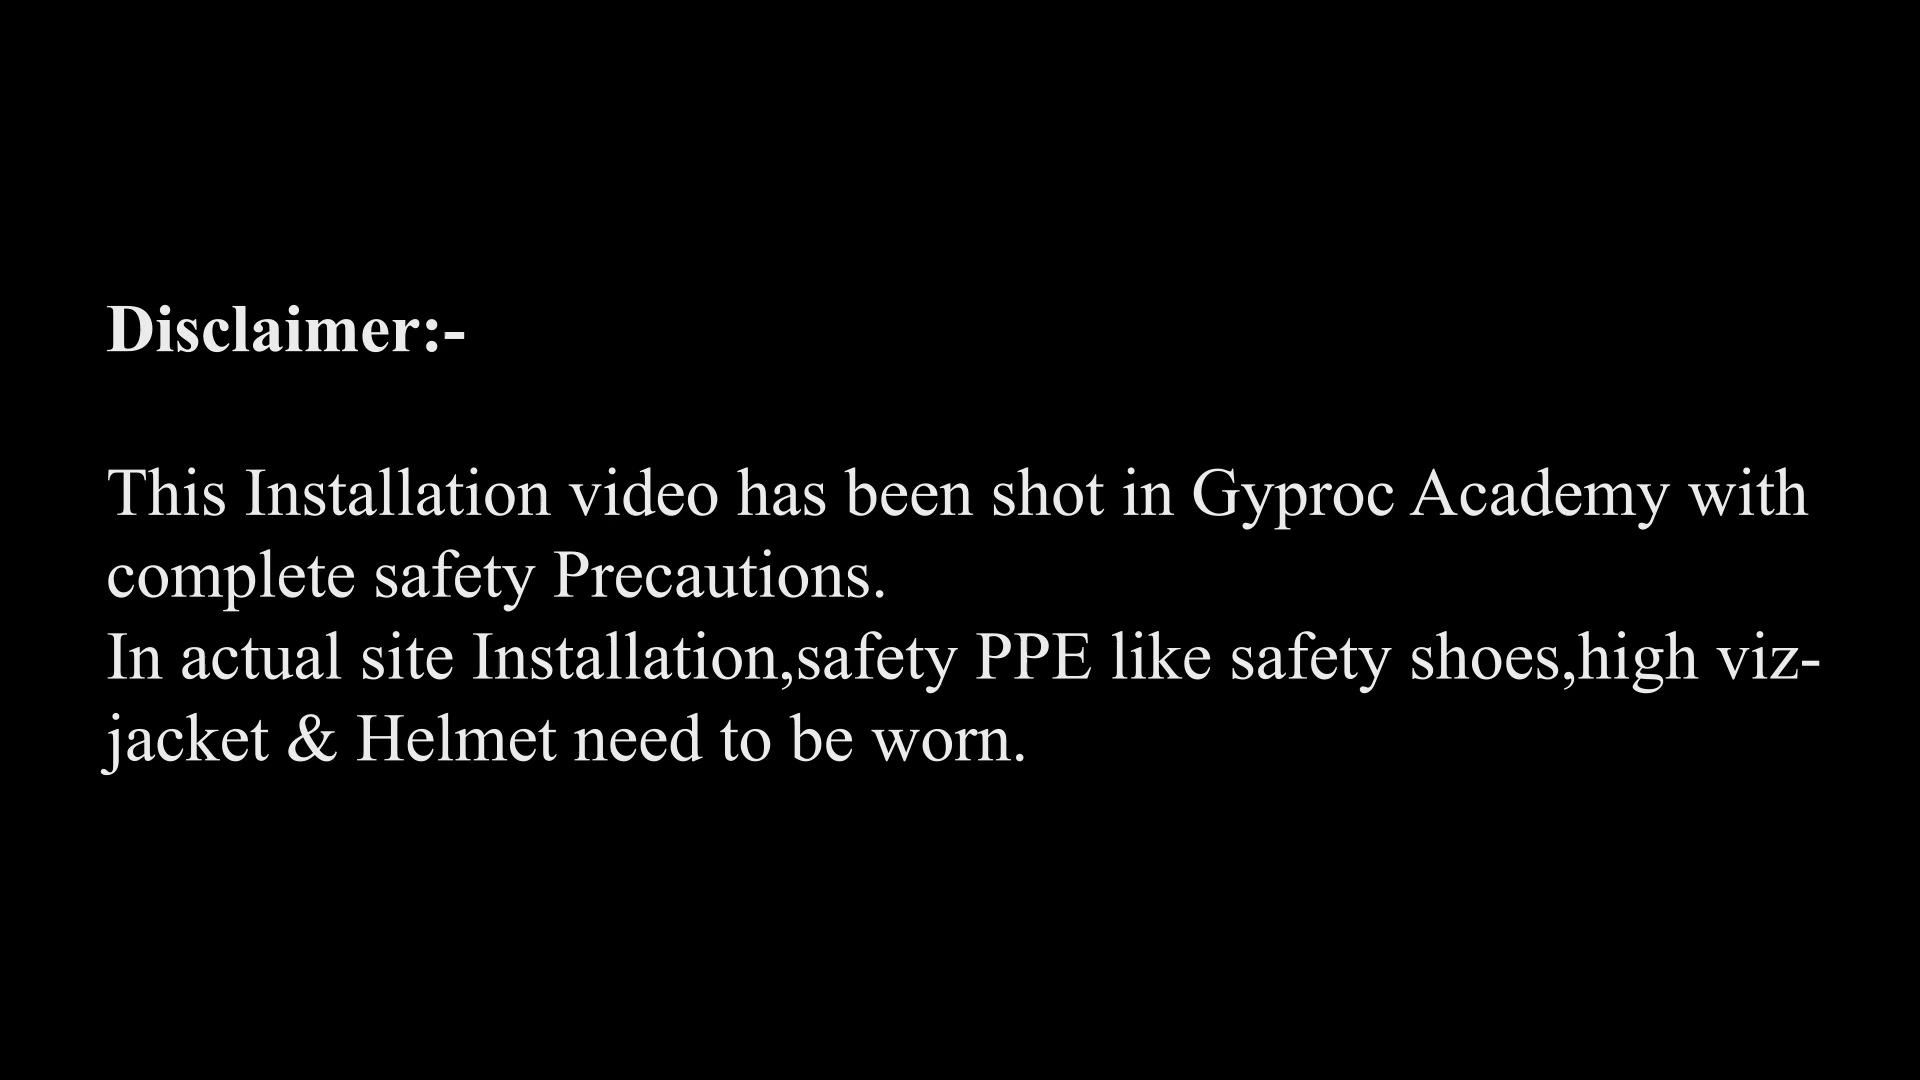 Disclaimer:-
This Installation video has been shot in Gyproc Academy with
complete safety Precautions.
In actual site Installation,safety PPE like safety shoes,high viz-
jacket & Helmet need to be worn.